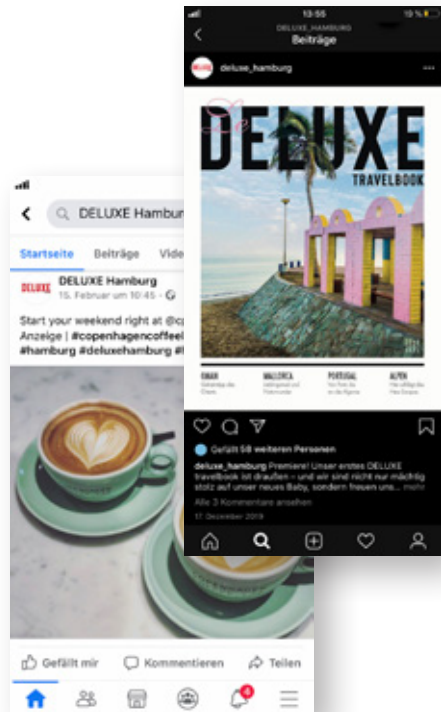 13:55
19 %
DELUXE_HAMBURG
Beiträge
deluxe_hamburg
DELUXE
TRAVELBOOK
OMAN
MALLORCA
PORTUGAL
ALPEN
Gefällt 58 weiteren Personen
deluxe_hamburg Premiere! Unser erstes DELUXE
travelbook ist draußen - und wir sind nicht nur mächtig
stolz auf unser neues Baby, sondern freuen uns... mehr
Alle 3 Kommentare ansehen
17. Dezember 2019
DELUXE Hambur
Startseite
Beiträge
Vide
DELUXE
DELUXE Hamburg
15. Februar um 10:45
Start your weekend right at @c
Anzeige | #copenhagencoffeel
#hamburg #deluxehamburg #
Gefällt mir
Kommentieren
Teilen
4